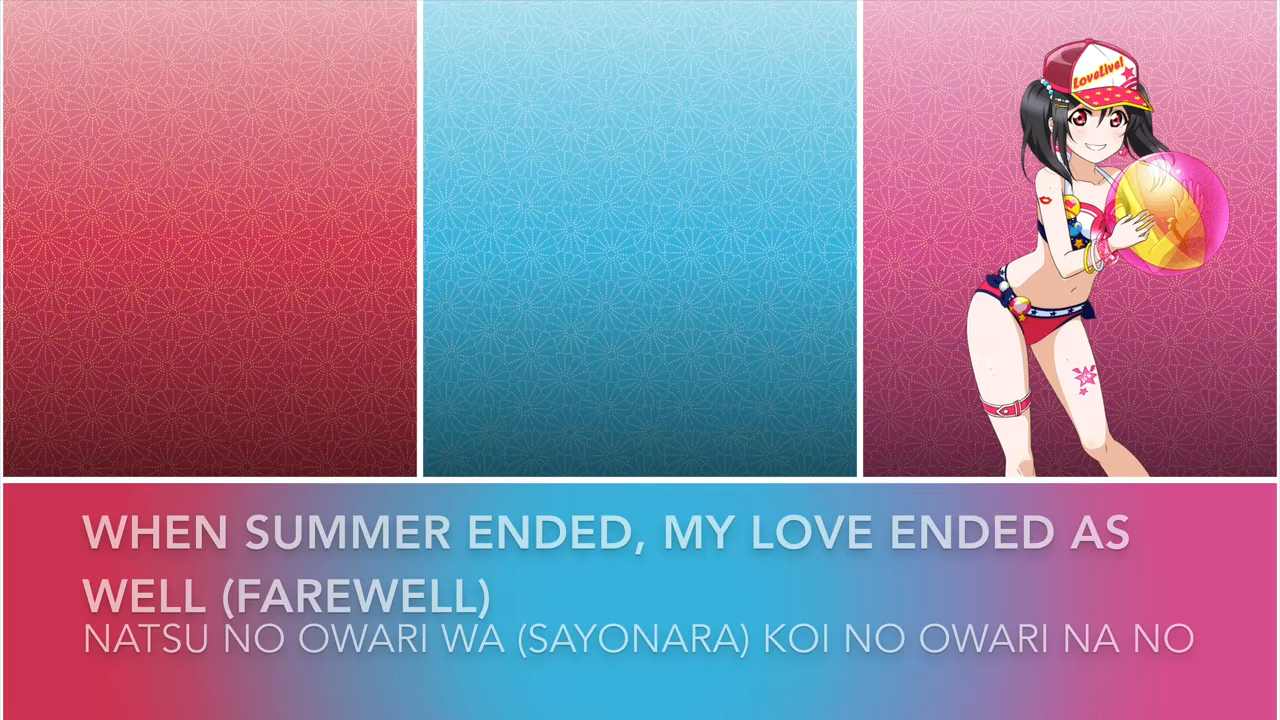 LoveLive!
WHEN SUMMER ENDED, MY LOVE ENDED AS
WELL (FAREWELL)
NATSU NO OWARI WA (SAYONARA) KOI NO OWARI NA NO